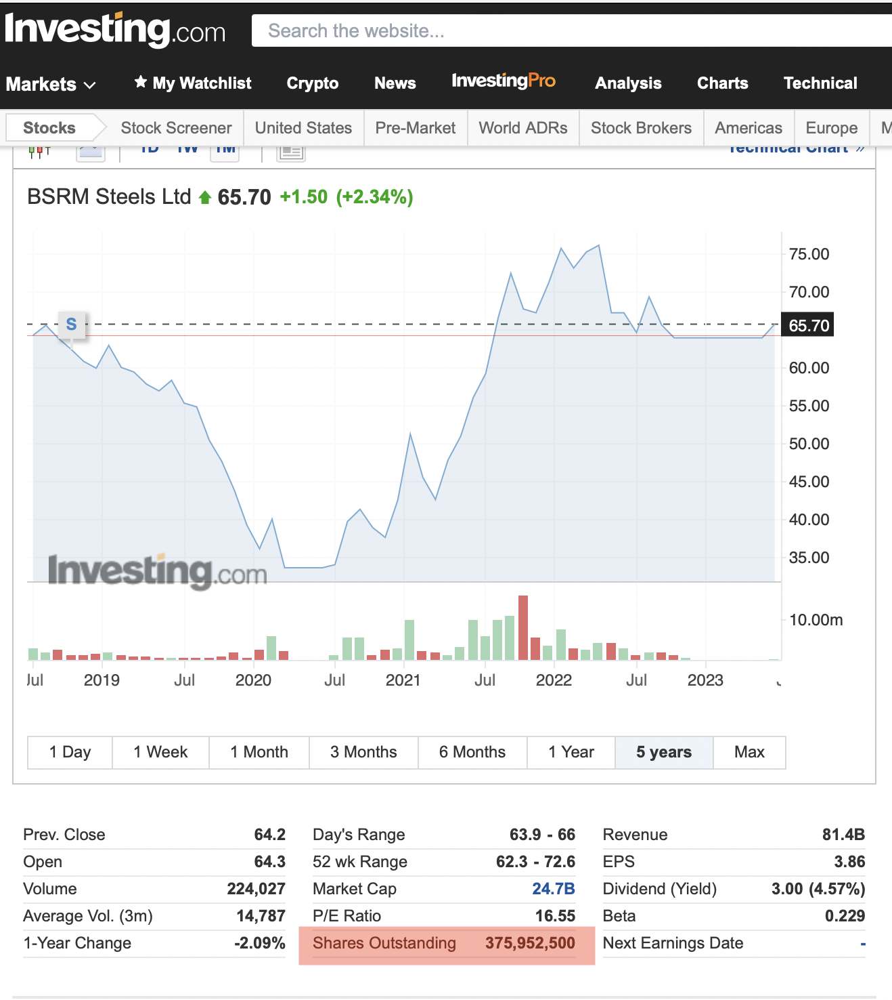 Investing.com
Search the website...
Markets
My Watchlist
Crypto
News
InvestingPro
Analysis
Charts
Technical
Stocks
Stock Screener
United States
Pre-Market
World ADRs
Stock Brokers
Americas
Europe
M
1D 1W 1M
Technical Chart »
BSRM Steels Ltd 65.70 +1.50 (+2.34%)
75.00
70.00
S
65.70
60.00
55.00
50.00
45.00
40.00
35.00
Investing.com
10.00m
Jul 2019 Jul 2020 Jul 2021 Jul 2022 Jul 2023
1 Day 1 Week 1 Month 3 Months 6 Months 1 Year 5 years Max
Prev. Close 64.2
Open 64.3
Volume 224,027
Average Vol. (3m) 14,787
1-Year Change -2.09%
Day's Range 63.9 - 66
52 wk Range 62.3 - 72.6
Market Cap 24.7B
P/E Ratio 16.55
Shares Outstanding 375,952,500
Revenue 81.4B
EPS 3.86
Dividend (Yield) 3.00 (4.57%)
Beta 0.229
Next Earnings Date -